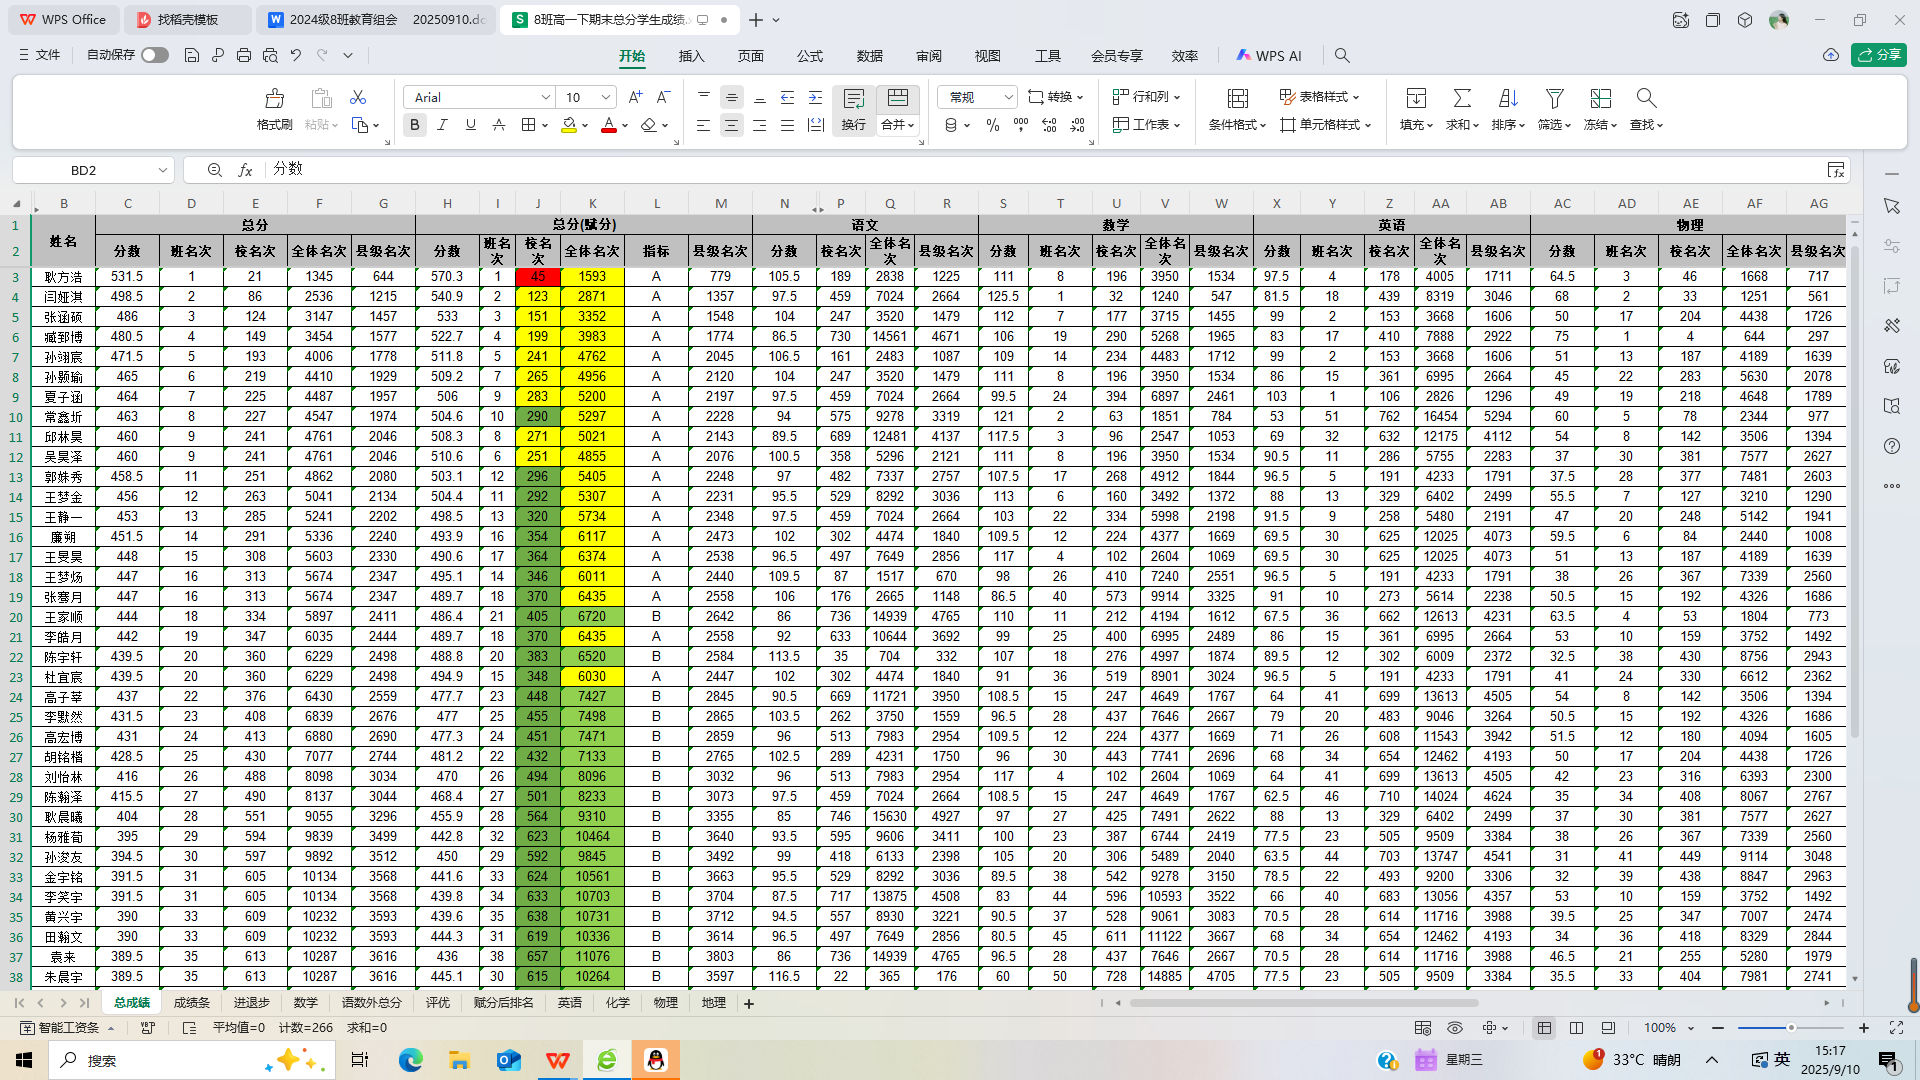 WPS Office 找稻壳模板 2024级8班教育组会 20250910.dc 8班高一下期末总分学生成绩.
文件 自动保存 开始 插入 页面 公式 数据 审阅 视图 工具 会员专享 效率 WPS AI 分享
Arial 10 常规 转换 行和列 表格样式
格式刷 粘贴 换行 合并 工作表 条件格式 单元格样式 填充 求和 排序 筛选 冻结 查找
BD2 分数
B C D E F G H I J K L M N P Q R S T U V W X Y Z AA AB AC AD AE AF AG
1 姓名 总分 总分(赋分) 语文 数学 英语 物理
2 分数 班名次 校名次 全体名次 县级名次 分数 班名次 校名次 全体名次 指标 县级名次 分数 校名次 全体名次 县级名次 分数 班名次 校名次 全体名次 县级名次 分数 班名次 校名次 全体名次 县级名次 分数 班名次 校名次 全体名次 县级名次
3 耿方浩 531.5 1 21 1345 644 570.3 1 45 1593 A 779 105.5 189 2838 1225 111 8 196 3950 1534 97.5 4 178 4005 1711 64.5 3 46 1668 717
4 闫娅淇 498.5 2 86 2536 1215 540.9 2 123 2871 A 1357 97.5 459 7024 2664 125.5 1 32 1240 547 81.5 18 439 8319 3046 68 2 33 1251 561
5 张涵硕 486 3 124 3147 1457 533 3 151 3352 A 1548 104 247 3520 1479 112 7 177 3715 1455 99 2 153 3668 1606 50 17 204 4438 1726
6 臧郅博 480.5 4 149 3454 1577 522.7 4 199 3983 A 1774 86.5 730 14561 4671 106 19 290 5268 1965 83 17 410 7888 2922 75 1 4 644 297
7 孙翊宸 471.5 5 193 4006 1778 511.8 5 241 4762 A 2045 106.5 161 2483 1087 109 14 234 4483 1712 99 2 153 3668 1606 51 13 187 4189 1639
8 孙颢瑜 465 6 219 4410 1929 509.2 7 265 4956 A 2120 104 247 3520 1479 111 8 196 3950 1534 86 15 361 6995 2664 45 22 283 5630 2078
9 夏子涵 464 7 225 4487 1957 506 9 283 5200 A 2197 97.5 459 7024 2664 99.5 24 394 6897 2461 103 1 106 2826 1296 49 19 218 4648 1789
10 常鑫圻 463 8 227 4547 1974 504.6 10 290 5297 A 2228 94 575 9278 3319 121 2 63 1851 784 53 51 762 16454 5294 60 5 78 2344 977
11 邱林昊 460 9 241 4761 2046 508.3 8 271 5021 A 2143 89.5 689 12481 4137 117.5 3 96 2547 1053 69 32 632 12175 4112 54 8 142 3506 1394
12 吴昊泽 460 9 241 4761 2046 510.6 6 251 4855 A 2076 100.5 358 5296 2121 111 8 196 3950 1534 90.5 11 286 5755 2283 37 30 381 7577 2627
13 郭姝秀 458.5 11 251 4862 2080 503.1 12 296 5405 A 2248 97 482 7337 2757 107.5 17 268 4912 1844 96.5 5 191 4233 1791 37.5 28 377 7481 2603
14 王梦金 456 12 263 5041 2134 504.4 11 292 5307 A 2231 95.5 529 8292 3036 113 6 160 3492 1372 88 13 329 6402 2499 55.5 7 127 3210 1290
15 王静一 453 13 285 5241 2202 498.5 13 320 5734 A 2348 97.5 459 7024 2664 103 22 334 5998 2198 91.5 9 258 5480 2191 47 20 248 5142 1941
16 廉朔 451.5 14 291 5336 2240 493.9 16 354 6117 A 2473 102 302 4474 1840 109.5 12 224 4377 1669 69.5 30 625 12025 4073 59.5 6 84 2440 1008
17 王旻昊 448 15 308 5603 2330 490.6 17 364 6374 A 2538 96.5 497 7649 2856 117 4 102 2604 1069 69.5 30 625 12025 4073 51 13 187 4189 1639
18 王梦炀 447 16 313 5674 2347 495.1 14 346 6011 A 2440 109.5 87 1517 670 98 26 410 7240 2551 96.5 5 191 4233 1791 38 26 367 7339 2560
19 张骞月 447 16 313 5674 2347 489.7 18 370 6435 A 2558 106 176 2665 1148 86.5 40 573 9914 3325 91 10 273 5614 2238 50.5 15 192 4326 1686
20 王家顺 444 18 334 5897 2411 486.4 21 405 6720 B 2642 86 736 14939 4765 110 11 212 4194 1612 67.5 36 662 12613 4231 63.5 4 53 1804 773
21 李皓月 442 19 347 6035 2444 489.7 18 370 6435 A 2558 92 633 10644 3692 99 25 400 6995 2489 86 15 361 6995 2664 53 10 159 3752 1492
22 陈宇轩 439.5 20 360 6229 2498 488.8 20 383 6520 B 2584 113.5 35 704 332 107 18 276 4997 1874 89.5 12 302 6009 2372 32.5 38 430 8756 2943
23 杜宜宸 439.5 20 360 6229 2498 494.9 15 348 6030 A 2447 102 302 4474 1840 91 36 519 8901 3024 96.5 5 191 4233 1791 41 24 330 6612 2362
24 高子莘 437 22 376 6430 2559 477.7 23 448 7427 B 2845 90.5 669 11721 3950 108.5 15 247 4649 1767 64 41 699 13613 4505 54 8 142 3506 1394
25 李默然 431.5 23 408 6839 2676 477 25 455 7498 B 2865 103.5 262 3750 1559 96.5 28 437 7646 2667 79 20 483 9046 3264 50.5 15 192 4326 1686
26 高宏博 431 24 413 6880 2690 477.3 24 451 7471 B 2859 96 513 7983 2954 109.5 12 224 4377 1669 71 26 608 11543 3942 51.5 12 180 4094 1605
27 胡铭楷 428.5 25 430 7077 2744 481.2 22 432 7133 B 2765 102.5 289 4231 1750 96 30 443 7741 2696 68 34 654 12462 4193 50 17 204 4438 1726
28 刘怡林 416 26 488 8098 3034 470 26 494 8096 B 3032 96 513 7983 2954 117 4 102 2604 1069 64 41 699 13613 4505 42 23 316 6393 2300
29 陈瀚泽 415.5 27 490 8137 3044 468.4 27 501 8233 B 3073 97.5 459 7024 2664 108.5 15 247 4649 1767 62.5 46 710 14024 4624 35 34 408 8067 2767
30 耿晨曦 404 28 551 9055 3296 455.9 28 564 9310 B 3355 85 746 15630 4927 97 27 425 7491 2622 88 13 329 6402 2499 37 30 381 7577 2627
31 杨雅萄 395 29 594 9839 3499 442.8 32 623 10464 B 3640 93.5 595 9606 3411 100 23 387 6744 2419 77.5 23 505 9509 3384 38 26 367 7339 2560
32 孙浚友 394.5 30 597 9892 3512 450 29 592 9845 B 3492 99 418 6133 2398 105 20 306 5489 2040 63.5 44 703 13747 4541 31 41 449 9114 3048
33 金宇铭 391.5 31 605 10134 3568 441.6 33 624 10561 B 3663 95.5 529 8292 3036 89.5 38 542 9278 3150 78.5 22 493 9200 3306 32 39 438 8847 2963
34 李笑宇 391.5 31 605 10134 3568 439.8 34 633 10703 B 3704 87.5 717 13875 4508 83 44 596 10593 3522 66 40 683 13056 4357 53 10 159 3752 1492
35 黄兴宇 390 33 609 10232 3593 439.6 35 638 10731 B 3712 94.5 557 8930 3221 90.5 37 528 9061 3083 70.5 28 614 11716 3988 39.5 25 347 7007 2474
36 田翰文 390 33 609 10232 3593 444.3 31 619 10336 B 3614 96.5 497 7649 2856 80.5 45 611 11122 3667 68 34 654 12462 4193 34 36 418 8329 2844
37 袁来 389.5 35 613 10287 3616 436 38 657 11076 B 3803 86 736 14939 4765 96.5 28 437 7646 2667 70.5 28 614 11716 3988 46.5 21 255 5280 1979
38 朱晨宇 389.5 35 613 10287 3616 445.1 30 615 10264 B 3597 116.5 22 365 176 60 50 728 14885 4705 77.5 23 505 9509 3384 35.5 33 404 7981 2741
总成绩 成绩条 进退步 数学 语数外总分 评优 赋分后排名 英语 化学 物理 地理
智能工资条 平均值=0 计数=266 求和=0 100%
搜索 星期三 33°C 晴朗 英 15:17
2025/9/10